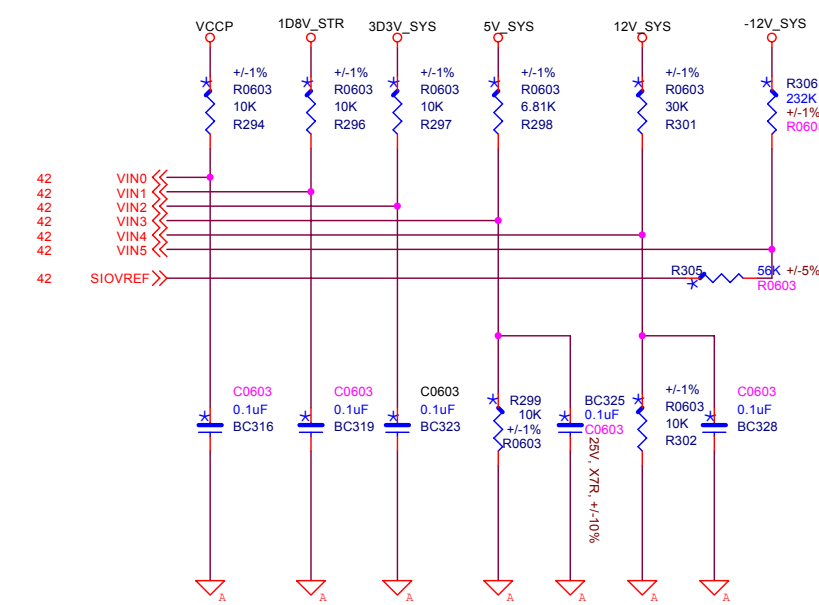 VCCP
1D8V_STR
3D3V_SYS
5V_SYS
12V_SYS
-12V_SYS
+/-1%
R0603
10K
R294
+/-1%
R0603
10K
R296
+/-1%
R0603
10K
R297
+/-1%
R0603
6.81K
R298
+/-1%
R0603
30K
R301
R306
232K
+/-1%
R060
42 VIN0
42 VIN1
42 VIN2
42 VIN3
42 VIN4
42 VIN5
42 SIOVREF
R305
56K +/-5%
R0603
C0603
0.1uF
BC316
C0603
0.1uF
BC319
C0603
0.1uF
BC323
R299
10K
+/-1%
R0603
BC325
0.1uF
C0603
25V, X7R, +/-10%
+/-1%
R0603
10K
R302
C0603
0.1uF
BC328
A
A
A
A
A
A
A